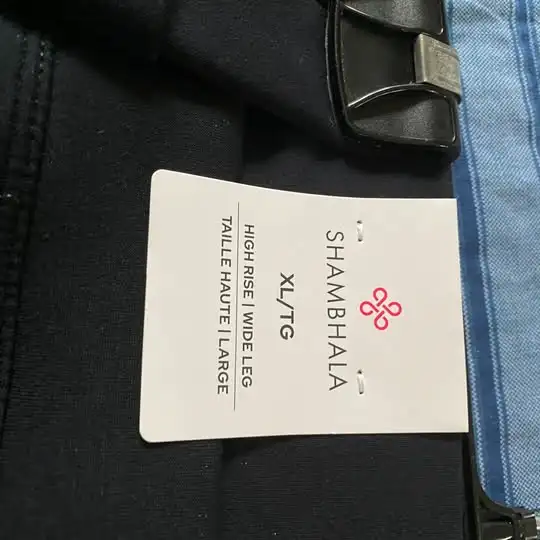 SHAMBHALA
XL/TG
HIGH RISE | WIDE LEG
TAILLE HAUTE | LARGE